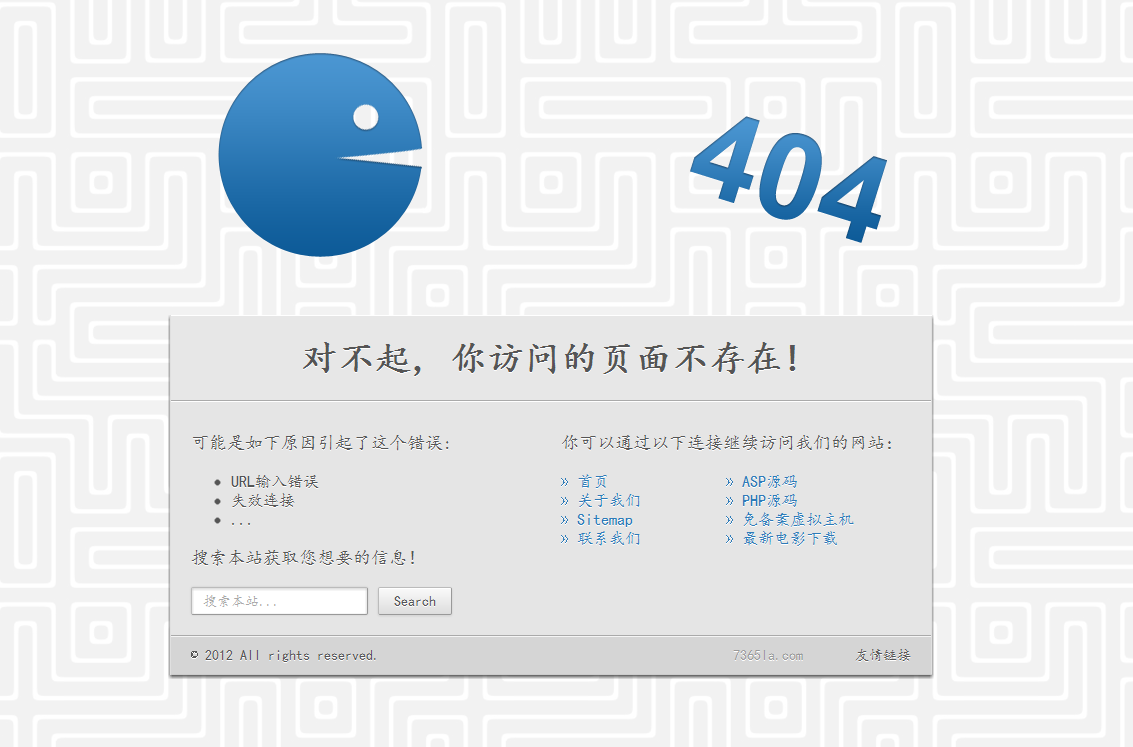 404
对不起，你访问的页面不存在！
可能是如下原因引起了这个错误：
URL输入错误
失效连接
...
搜索本站获取您想要的信息！
搜索本站...
Search
你可以通过以下连接继续访问我们的网站：
» 首页
» 关于我们
» Sitemap
» 联系我们
» ASP源码
» PHP源码
» 免备案虚拟主机
» 最新电影下载
© 2012 All rights reserved.
7365la.com
友情链接